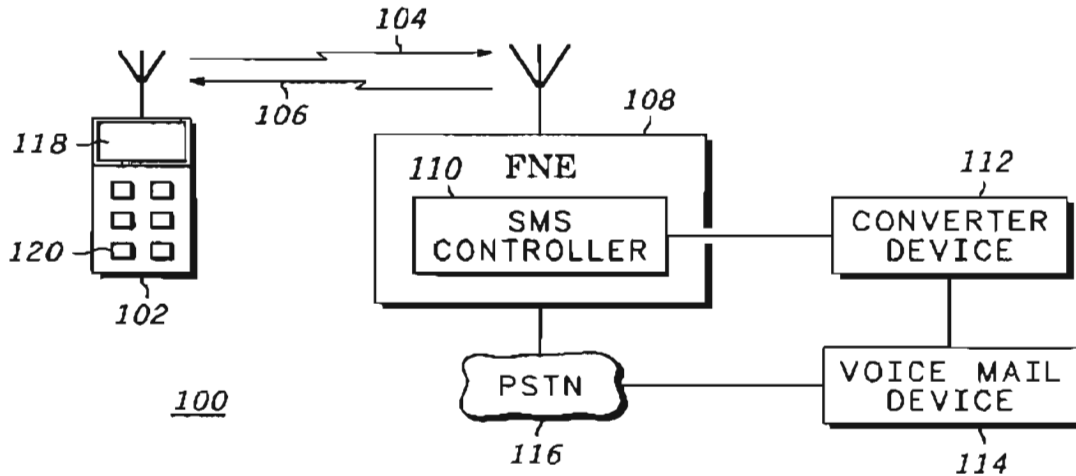 104
106
108
118
FNE
110
112
SMS
CONTROLLER
CONVERTER
DEVICE
120
102
PSTN
VOICE MAIL
DEVICE
100
116
114